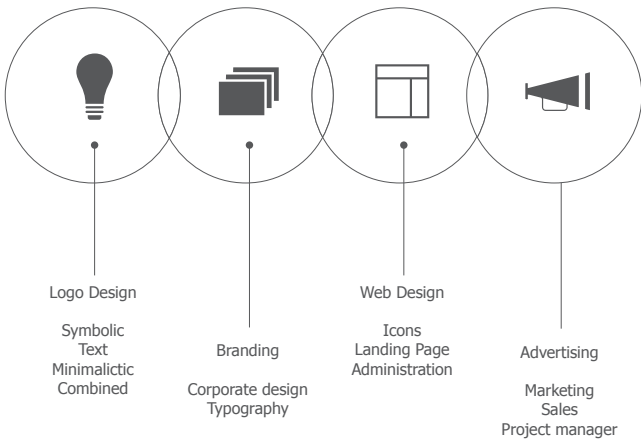 Logo Design
Symbolic
Text
Minimalictic
Combined
Branding
Corporate design
Typography
Web Design
Icons
Landing Page
Administration
Advertising
Marketing
Sales
Project manager